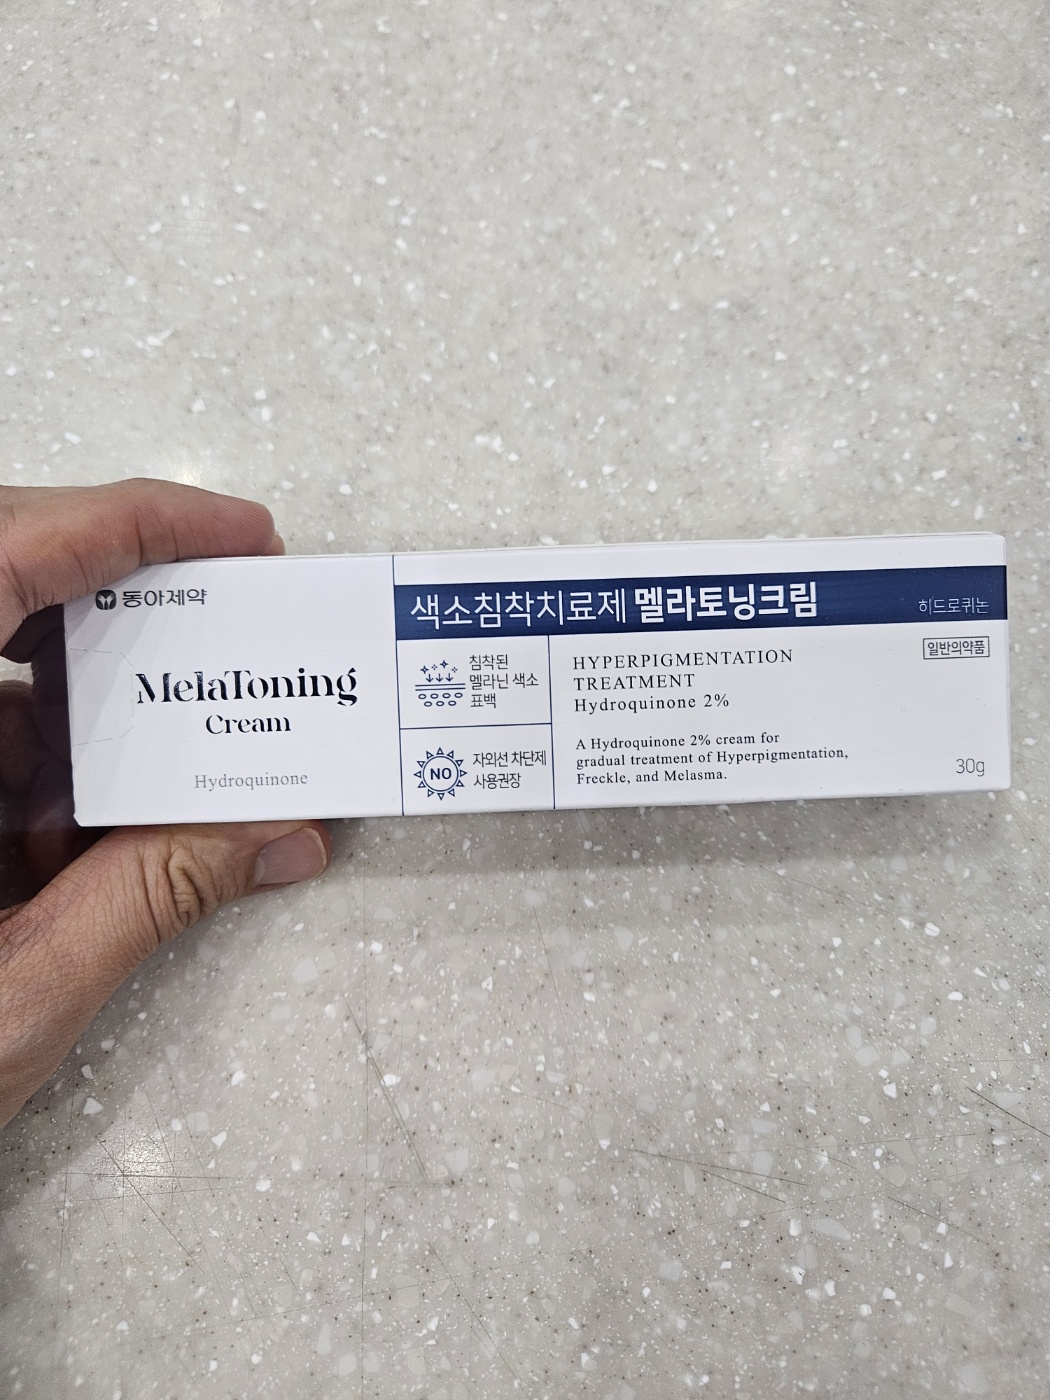 동아제약
MelaToning
Cream
Hydroquinone
색소침착치료제 멜라토닝크림
히드로퀴논
침착된
멜라닌 색소
표백
NO
자외선 차단제
사용권장
일반의약품
HYPERPIGMENTATION
TREATMENT
Hydroquinone 2%
A Hydroquinone 2% cream for
gradual treatment of Hyperpigmentation,
Freckle, and Melasma.
30g